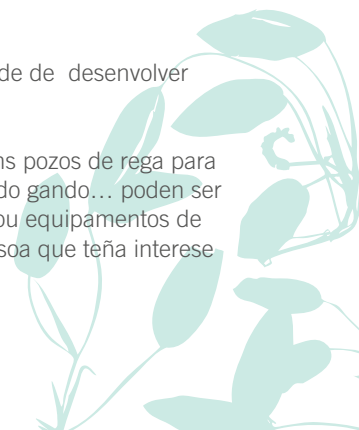 de de desenvolver
ns pozos de rega para
do gando… poden ser
ou equipamentos de
soa que teña interese